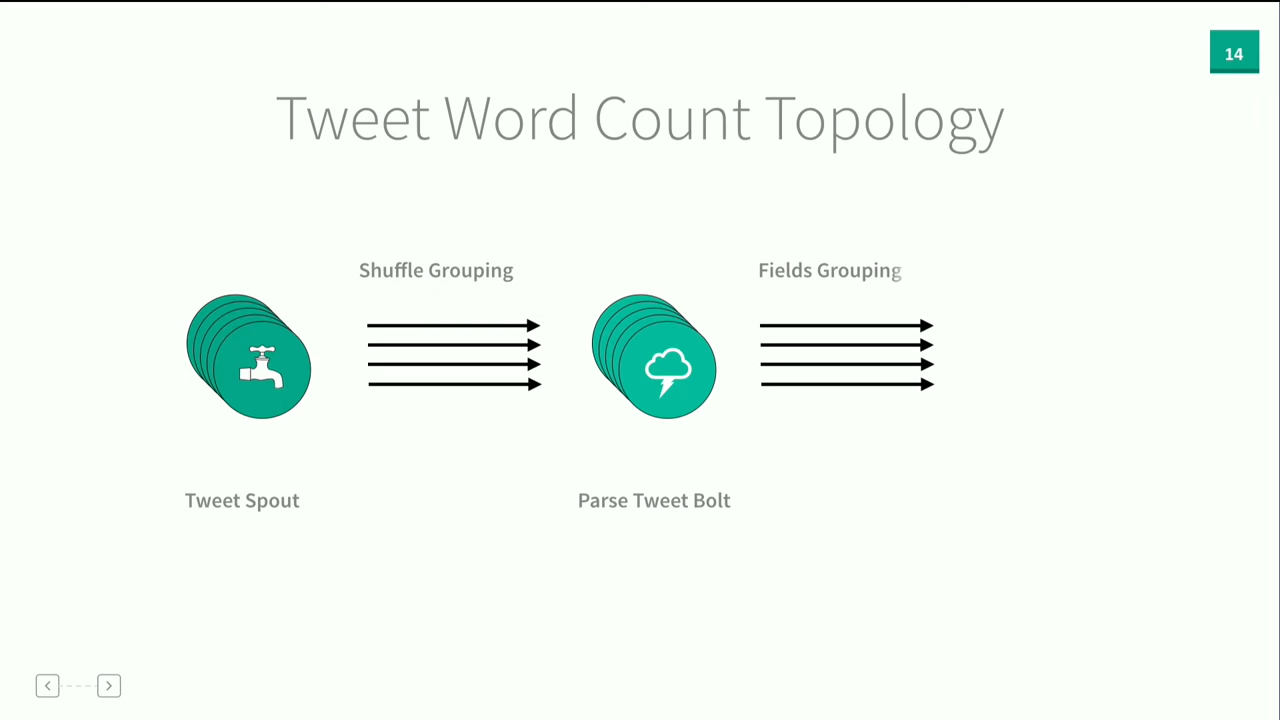 14
Tweet Word Count Topology
Shuffle Grouping
Fields Grouping
Tweet Spout
Parse Tweet Bolt